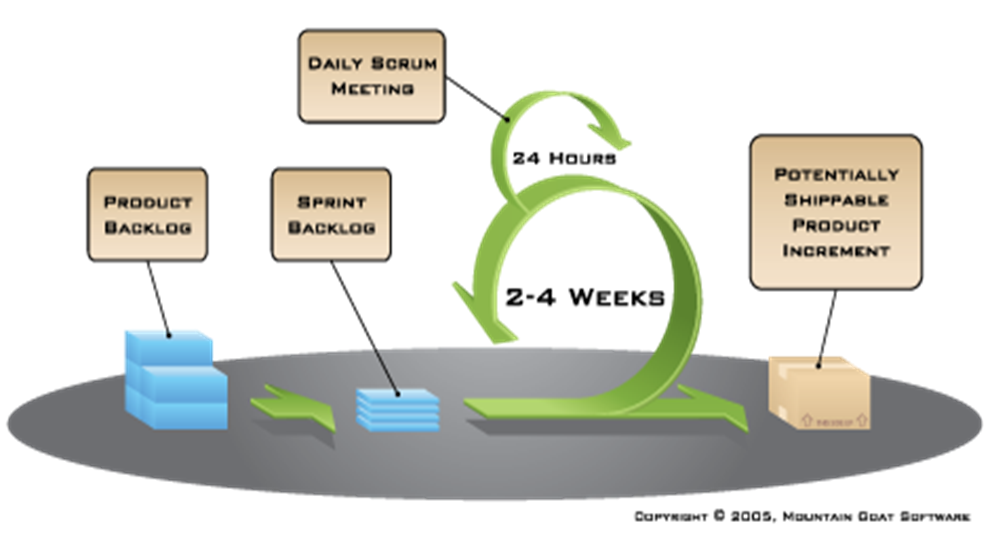 DAILY SCRUM
MEETING
24 HOURS
PRODUCT
BACKLOG
SPRINT
BACKLOG
POTENTIALLY
SHIPPABLE
PRODUCT
INCREMENT
2-4 WEEKS
COPYRIGHT © 2005, MOUNTAIN GOAT SOFTWARE